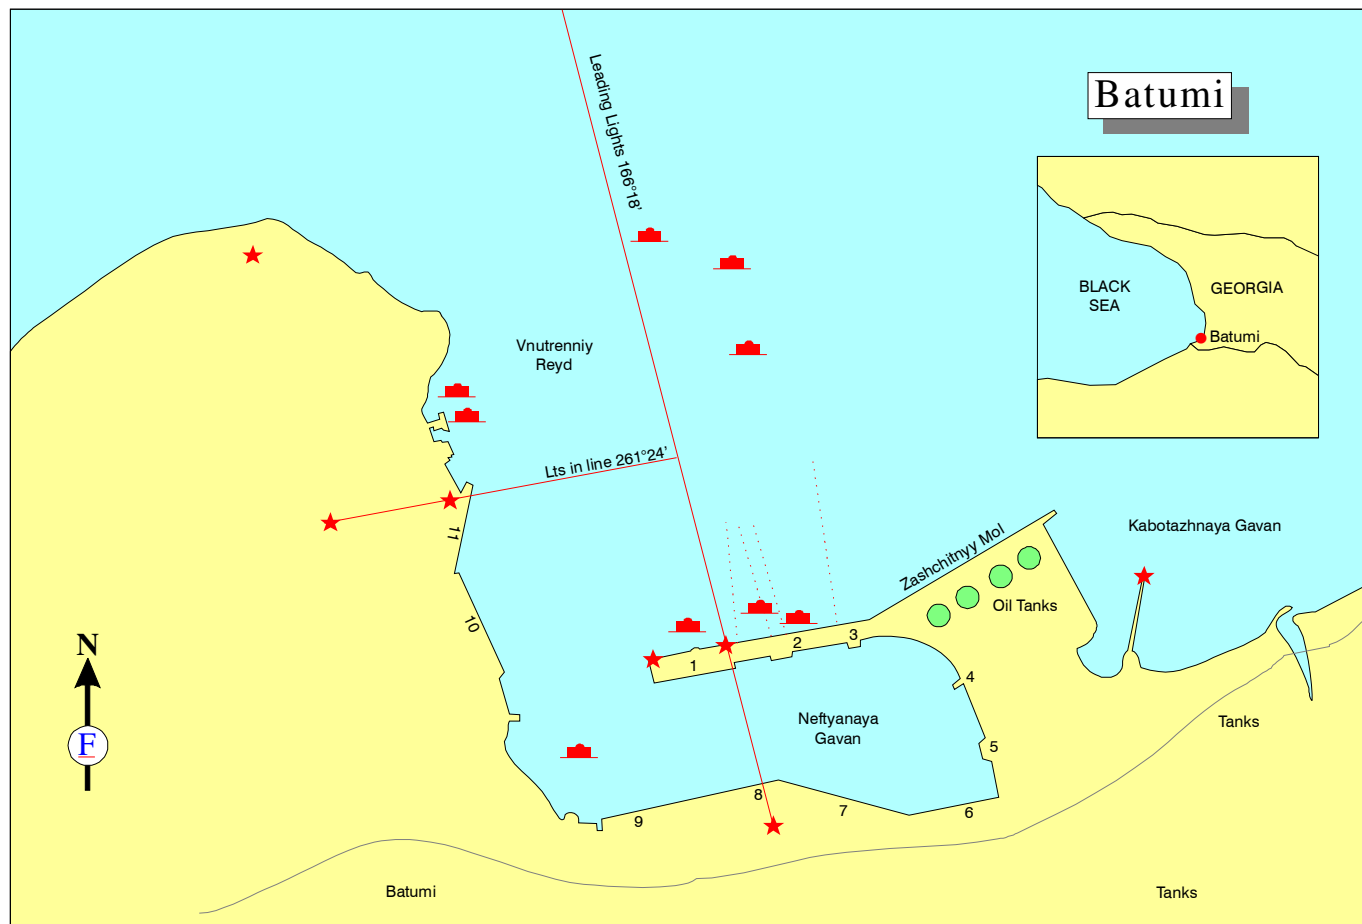 Batumi
Leading Lights 166°18’
BLACK
SEA
GEORGIA
Batumi
Vnutrenniy
Reyd
Lts in line 261°24’
Kabotazhnaya Gavan
Zashchitnyy Mol
Oil Tanks
11
10
N
F
1
2
3
4
5
Neftyanaya
Gavan
Tanks
8
7
6
9
Batumi
Tanks